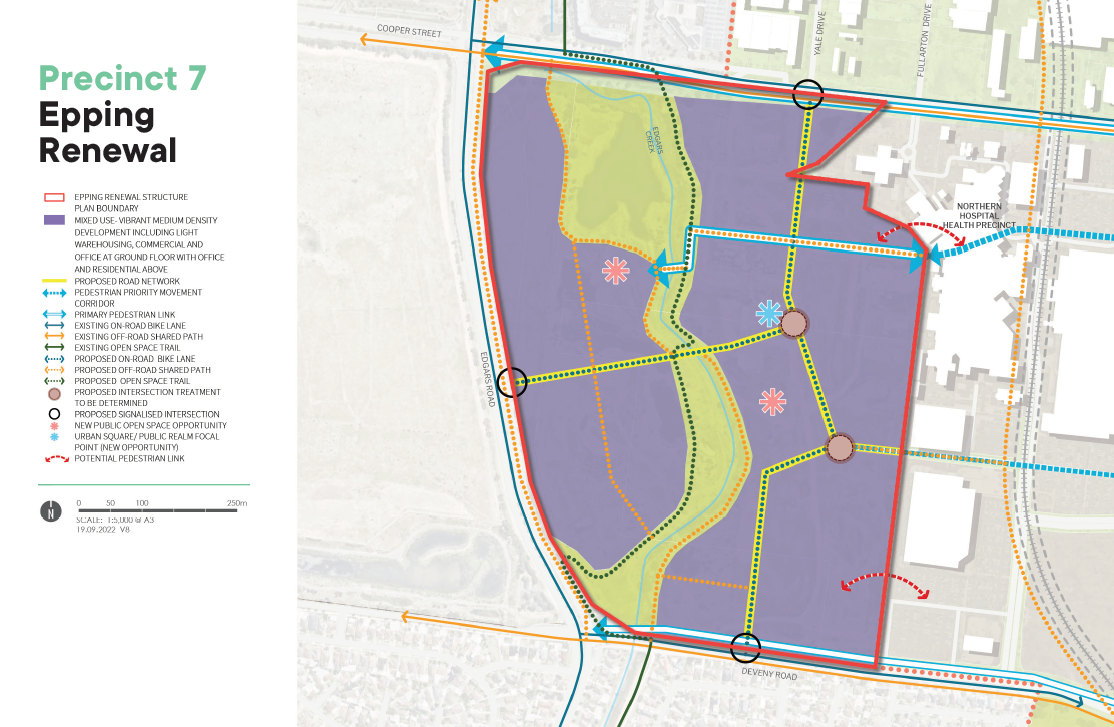 Precinct 7
Epping
Renewal
EPPING RENEWAL STRUCTURE
PLAN BOUNDARY
MIXED USE- VIBRANT MEDIUM DENSITY
DEVELOPMENT INCLUDING LIGHT
WAREHOUSING, COMMERCIAL AND
OFFICE AT GROUND FLOOR WITH OFFICE
AND RESIDENTIAL ABOVE
PROPOSED ROAD NETWORK
PEDESTRIAN PRIORITY MOVEMENT
CORRIDOR
PRIMARY PEDESTRIAN LINK
EXISTING ON-ROAD BIKE LANE
EXISTING OFF-ROAD SHARED PATH
EXISTING OPEN SPACE TRAIL
PROPOSED ON-ROAD BIKE LANE
PROPOSED OFF-ROAD SHARED PATH
PROPOSED OPEN SPACE TRAIL
PROPOSED INTERSECTION TREATMENT
TO BE DETERMINED
PROPOSED SIGNALISED INTERSECTION
NEW PUBLIC OPEN SPACE OPPORTUNITY
URBAN SQUARE/ PUBLIC REALM FOCAL
POINT (NEW OPPORTUNITY)
POTENTIAL PEDESTRIAN LINK
N
0 50 100 250m
SCALE: 1:5,000 @ A3
19.09.2022 V8
COOPER STREET
YALE DRIVE
FULLARTON DRIVE
EDGARS
CREEK
NORTHERN
HOSPITAL
HEALTH PRECINCT
EDGARS ROAD
DEVENY ROAD